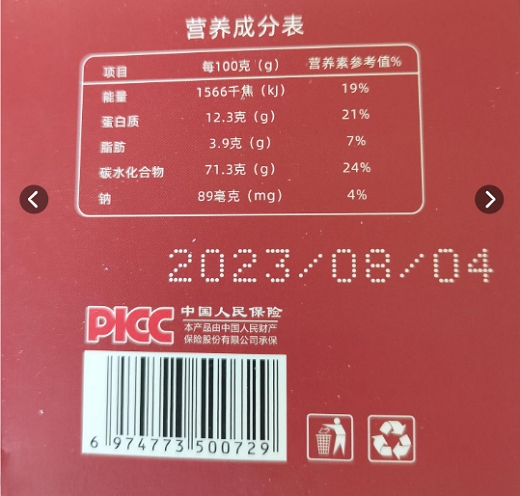 营养成分表
项目 每100克（g） 营养素参考值%
能量 1566千焦（kJ） 19%
蛋白质 12.3克（g） 21%
脂肪 3.9克（g） 7%
碳水化合物 71.3克（g） 24%
钠 89毫克（mg） 4%
2023/08/04
PICC 中国人民保险
本产品由中国人民财产
保险股份有限公司承保
6 974773 500729